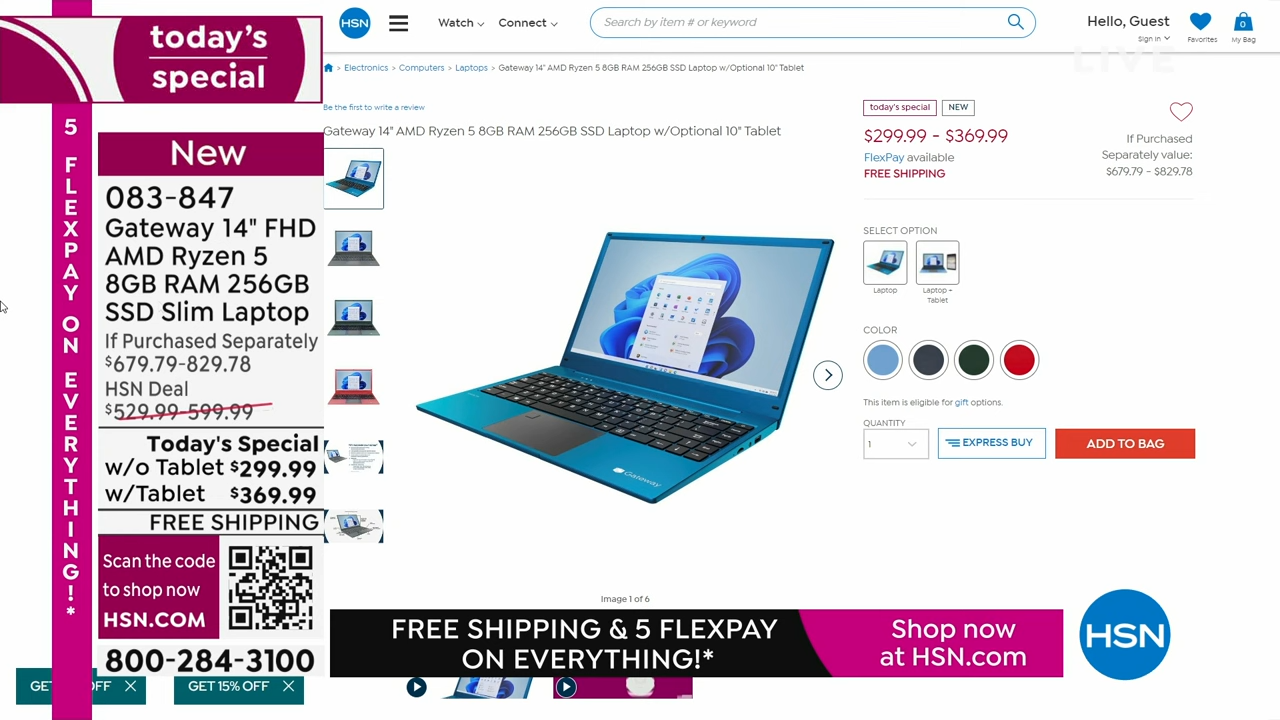 today's
special
5 FLEXPAY ON EVERYTHING!*
New
083-847
Gateway 14" FHD
AMD Ryzen 5
8GB RAM 256GB
SSD Slim Laptop
If Purchased Separately
$679.79-829.78
HSN Deal
$529.99-599.99
Today's Special
w/o Tablet $299.99
w/Tablet $369.99
FREE SHIPPING
Scan the code
to shop now
HSN.COM
800-284-3100
GET
OFF
GET 15% OFF
HSN
Watch
Connect
Search by item # or keyword
Hello, Guest
Sign in
Favorites
0
My Bag
LIVE
> Electronics > Computers > Laptops > Gateway 14" AMD Ryzen 5 8GB RAM 256GB SSD Laptop w/Optional 10" Tablet
Be the first to write a review
Gateway 14" AMD Ryzen 5 8GB RAM 256GB SSD Laptop w/Optional 10" Tablet
Gateway
Image 1 of 6
today's special
NEW
$299.99 - $369.99
FlexPay available
FREE SHIPPING
If Purchased
Separately value:
$679.79 - $829.78
SELECT OPTION
Laptop
Laptop +
Tablet
COLOR
This item is eligible for gift options.
QUANTITY
1
EXPRESS BUY
ADD TO BAG
FREE SHIPPING & 5 FLEXPAY
ON EVERYTHING!*
Shop now
at HSN.com
HSN